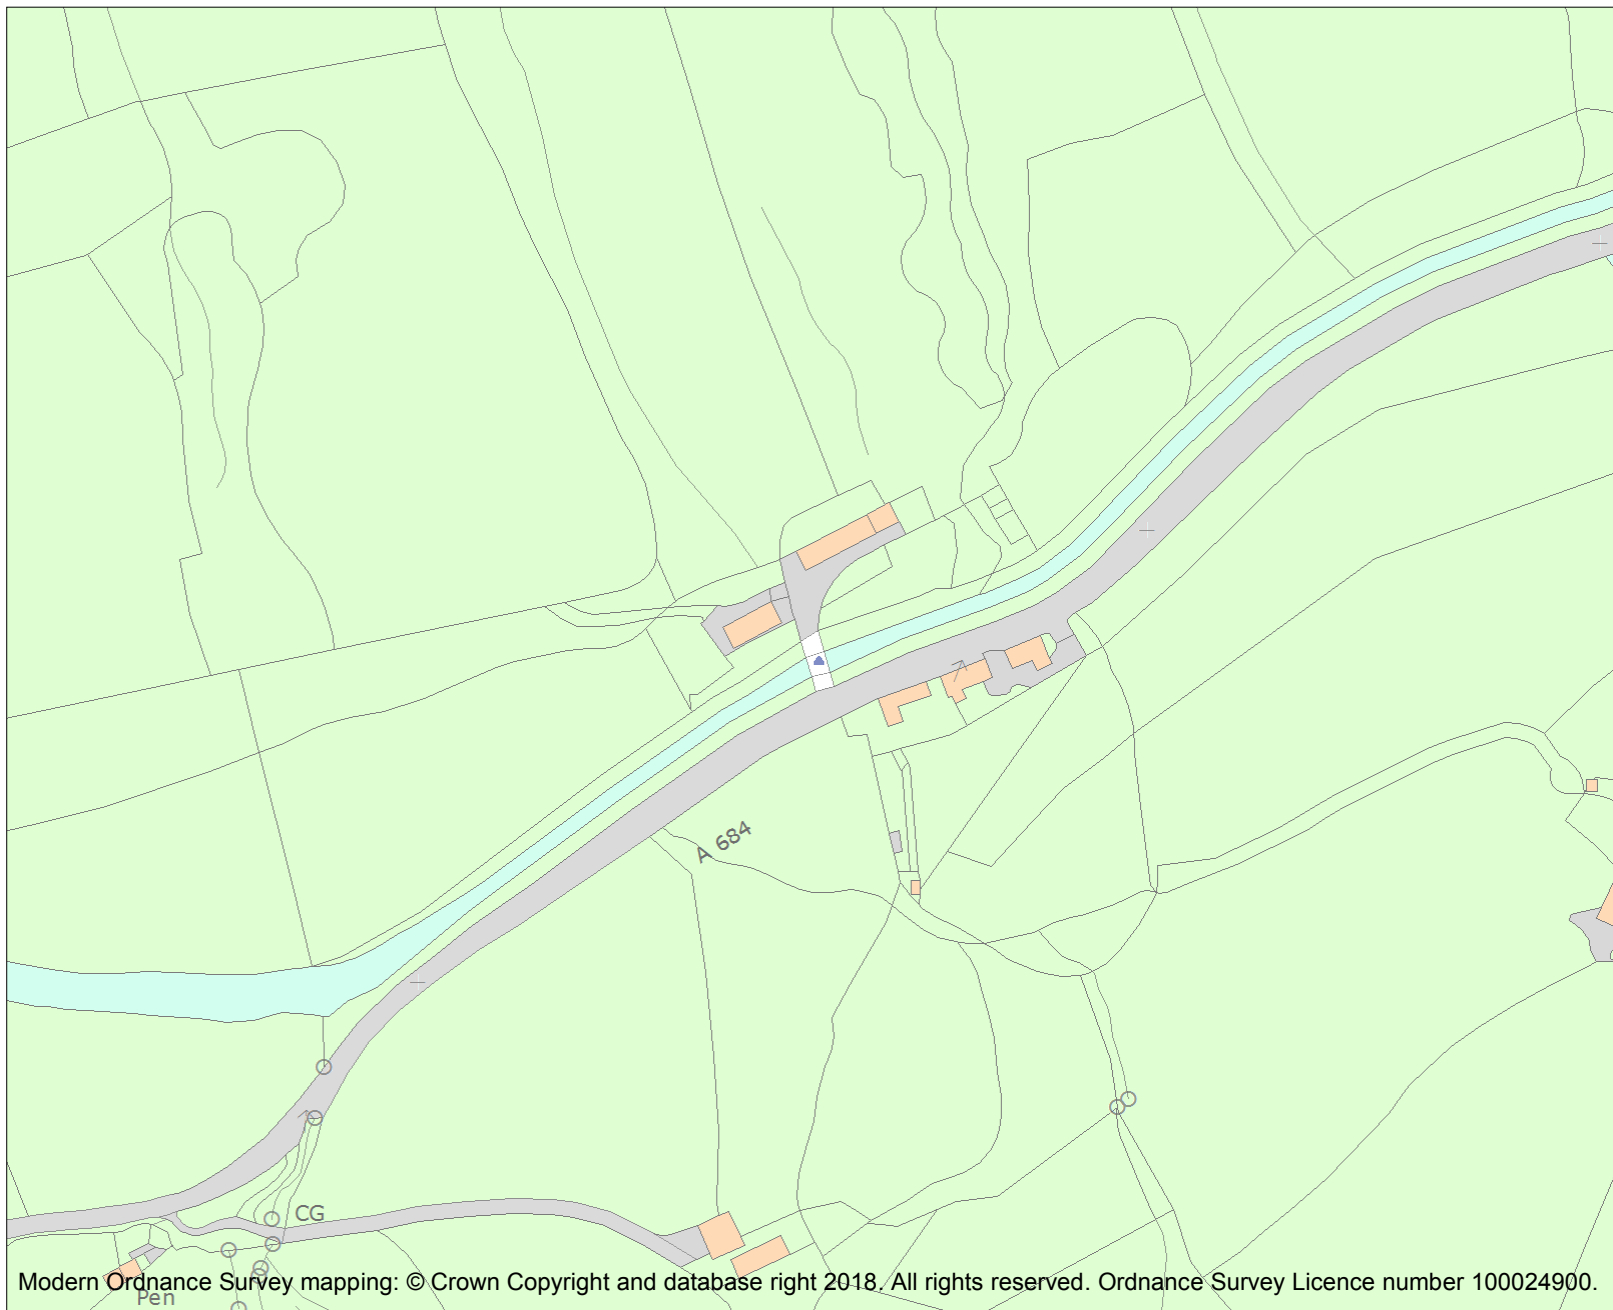 A 684
CG
Modern Ordnance Survey mapping: © Crown Copyright and database right 2018. All rights reserved. Ordnance Survey Licence number 100024900.
Pen